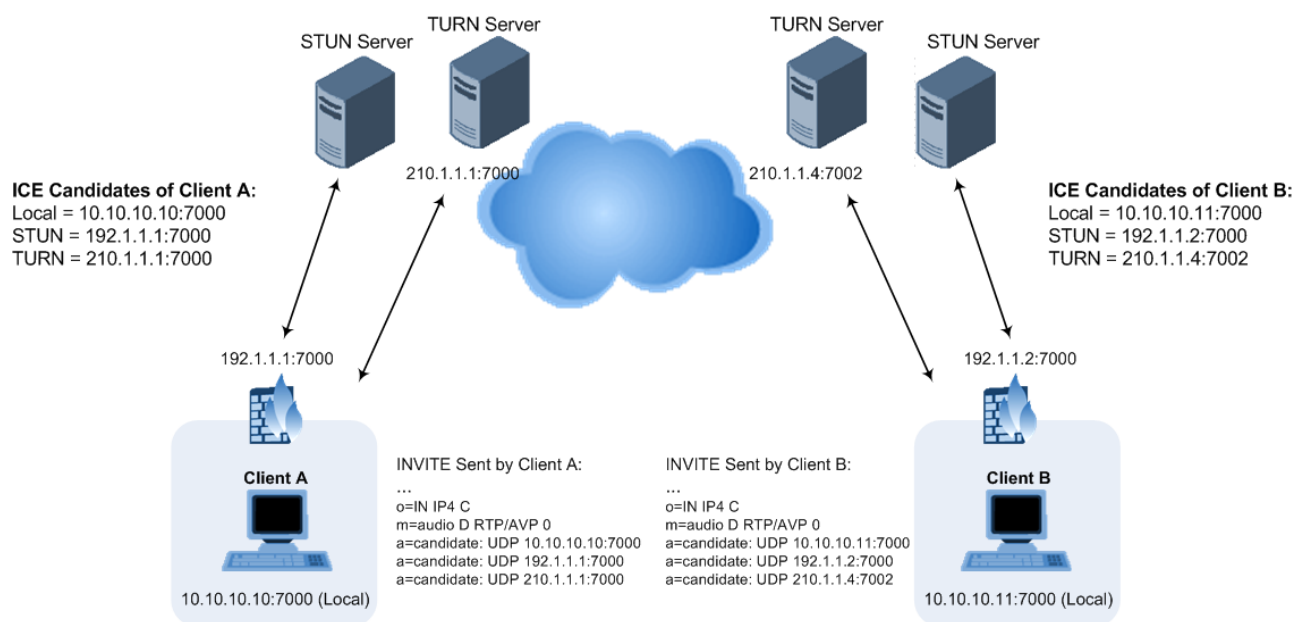 STUN Server
TURN Server
TURN Server
STUN Server
210.1.1.1:7000
210.1.1.4:7002
ICE Candidates of Client A:
Local = 10.10.10.10:7000
STUN = 192.1.1.1:7000
TURN = 210.1.1.1:7000
ICE Candidates of Client B:
Local = 10.10.10.11:7000
STUN = 192.1.1.2:7000
TURN = 210.1.1.4:7002
192.1.1.1:7000
192.1.1.2:7000
Client A
10.10.10.10:7000 (Local)
INVITE Sent by Client A:
...
o=IN IP4 C
m=audio D RTP/AVP 0
a=candidate: UDP 10.10.10.10:7000
a=candidate: UDP 192.1.1.1:7000
a=candidate: UDP 210.1.1.1:7000
INVITE Sent by Client B:
...
o=IN IP4 C
m=audio D RTP/AVP 0
a=candidate: UDP 10.10.10.11:7000
a=candidate: UDP 192.1.1.2:7000
a=candidate: UDP 210.1.1.4:7002
Client B
10.10.10.11:7000 (Local)